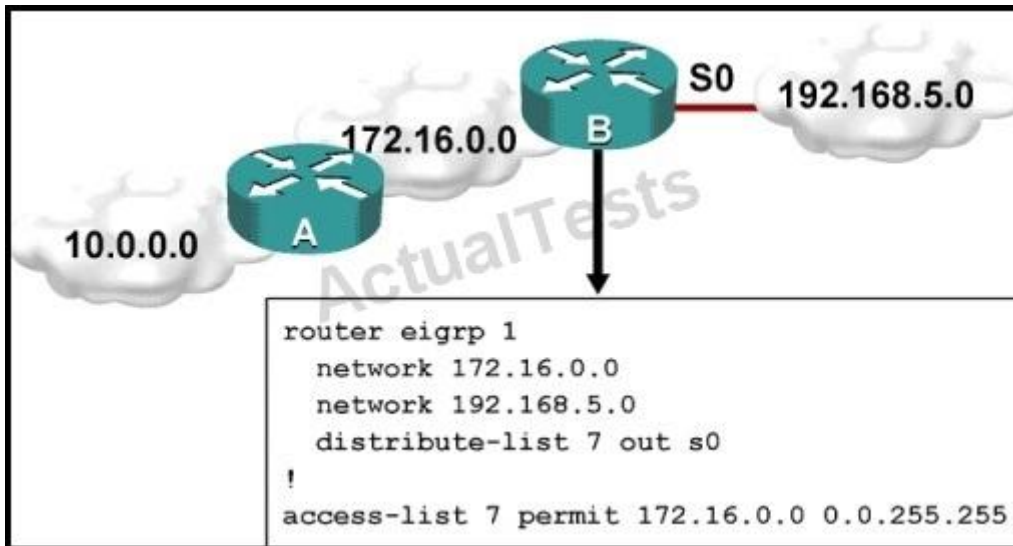 S0
192.168.5.0
172.16.0.0
B
10.0.0.0
A
ActualTests
router eigrp 1
network 172.16.0.0
network 192.168.5.0
distribute-list 7 out s0
!
access-list 7 permit 172.16.0.0 0.0.255.255